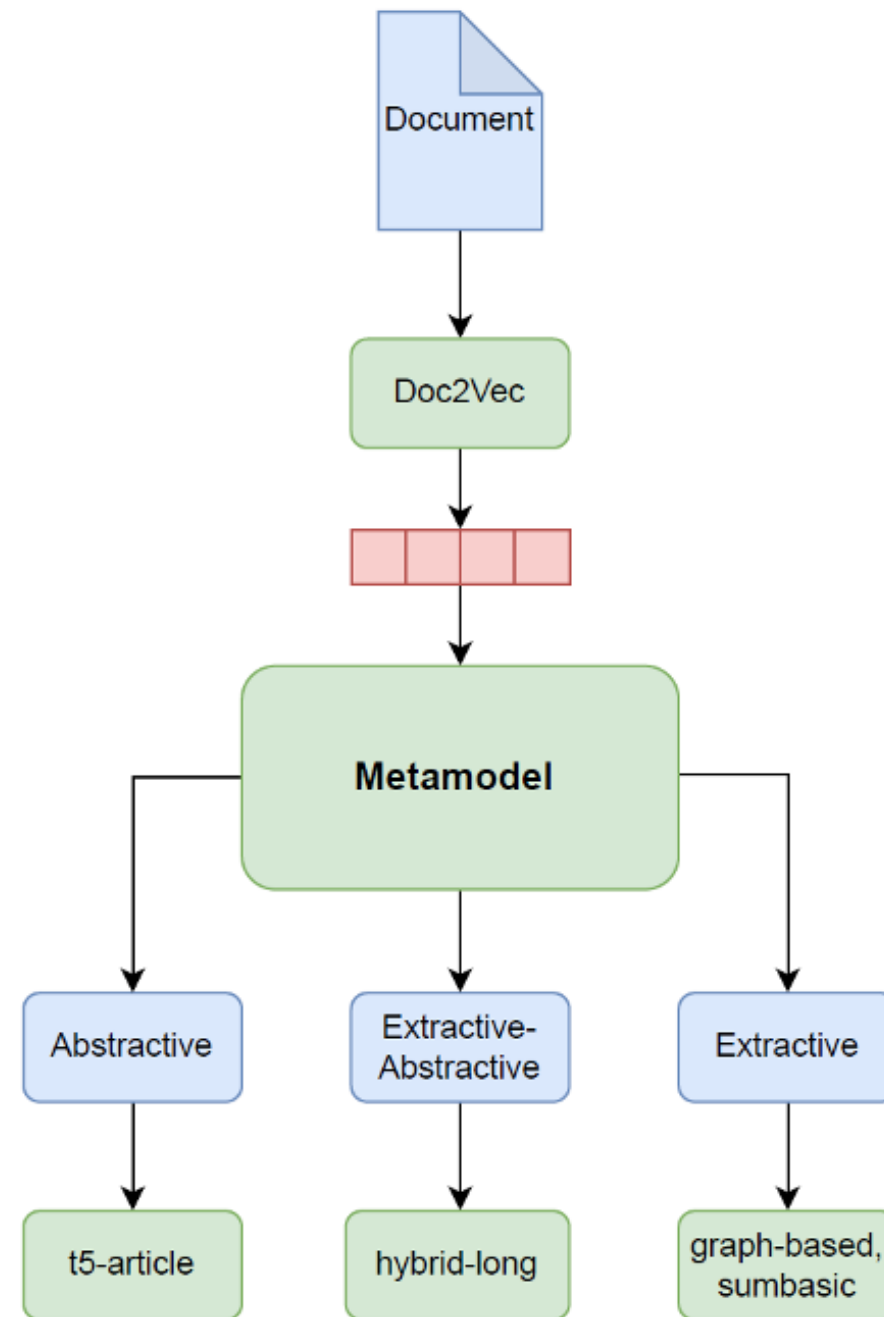 Document
Doc2Vec
Metamodel
Abstractive
Extractive-
Abstractive
Extractive
t5-article
hybrid-long
graph-based,
sumbasic